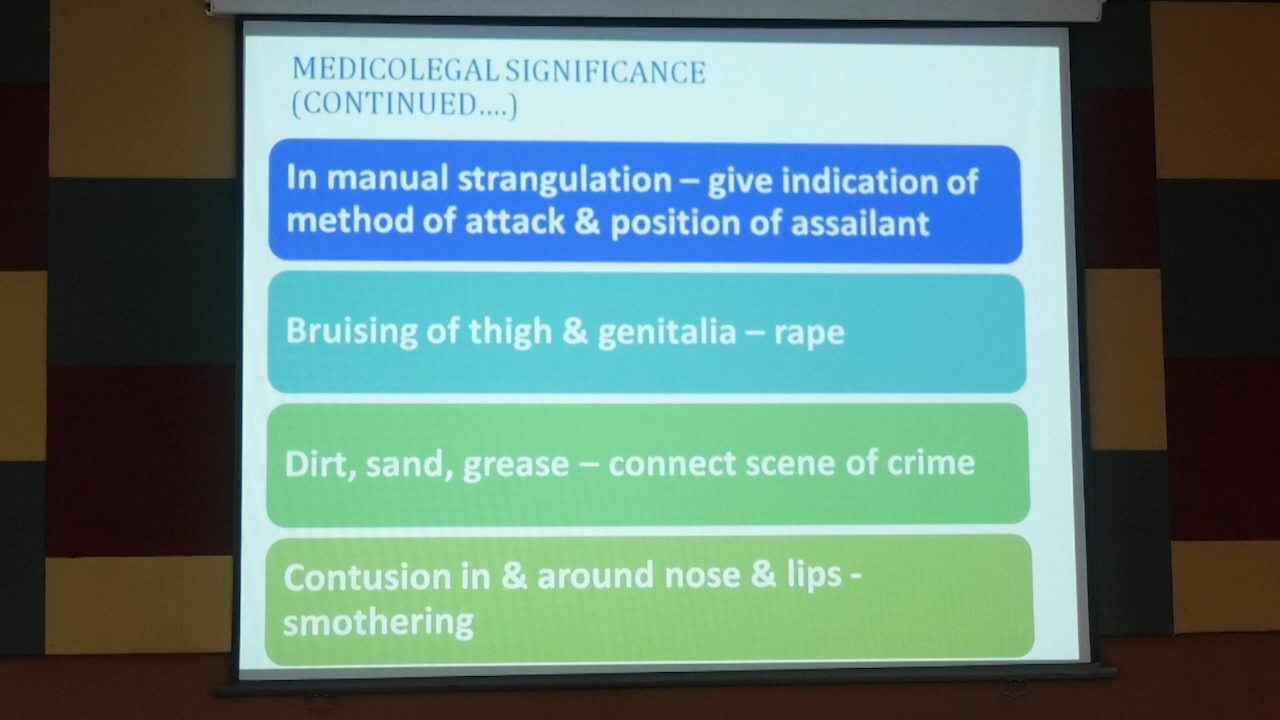 MEDICOLEGAL SIGNIFICANCE
(CONTINUED....)
In manual strangulation – give indication of
method of attack & position of assailant
Bruising of thigh & genitalia – rape
Dirt, sand, grease – connect scene of crime
Contusion in & around nose & lips -
smothering